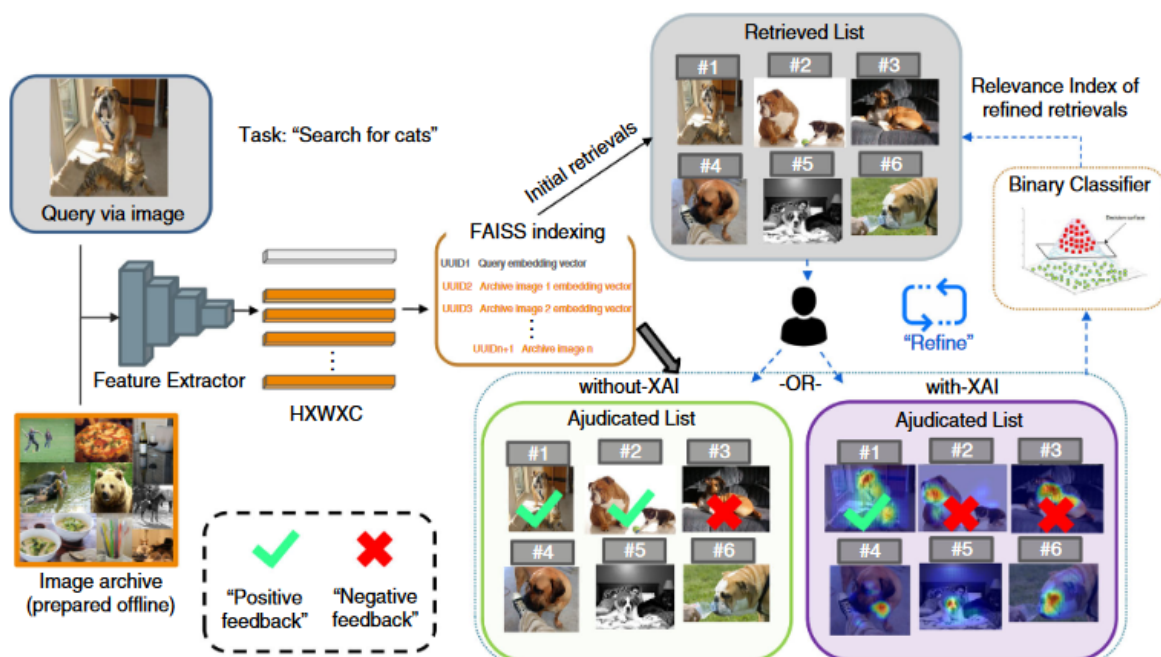 Query via image
Task: “Search for cats”
Feature Extractor
HXWXC
Image archive
(prepared offline)
“Positive
feedback”
“Negative
feedback”
FAISS indexing
UUID1 Query embedding vector
UUID2 Archive image 1 embedding vector
UUID3 Archive image 2 embedding vector
UUIDn+1 Archive image n
Initial retrievals
Retrieved List
#1 #2 #3
#4 #5 #6
Relevance Index of
refined retrievals
Binary Classifier
Decision surface
“Refine”
without-XAI
-OR-
with-XAI
Ajudicated List
#1 #2 #3
#4 #5 #6
Ajudicated List
#1 #2 #3
#4 #5 #6